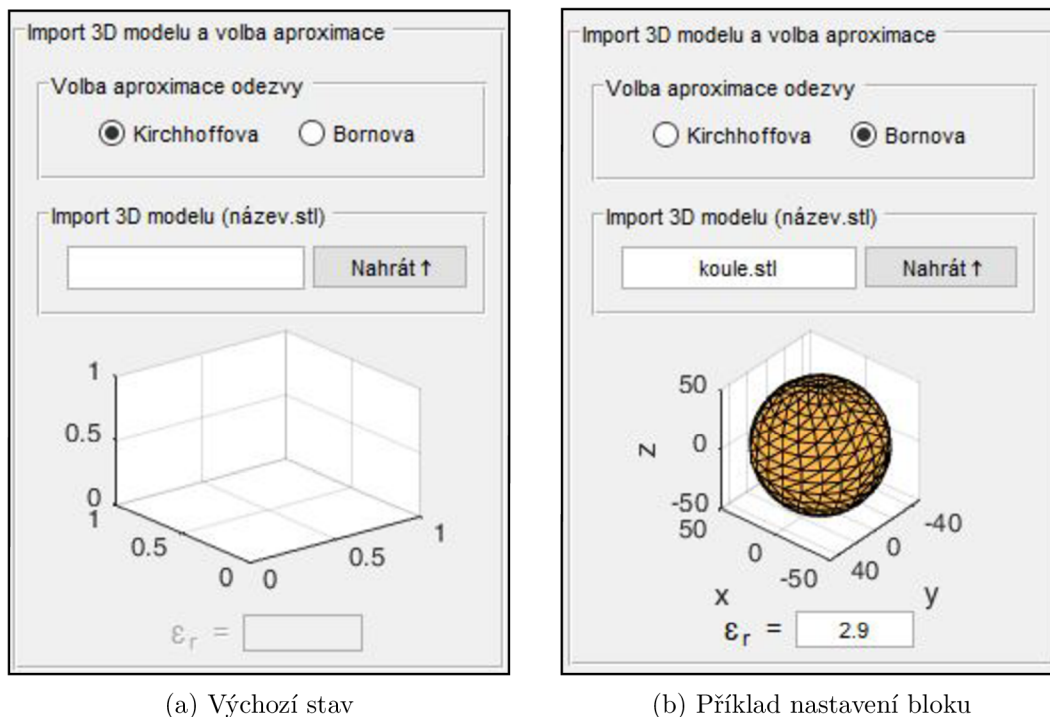 Import 3D modelu a volba aproximace
Volba aproximace odezvy
Kirchhoffova Bornova
Import 3D modelu (název.stl)
Nahrát ↑
1
0.5
0
1
0.5
0
0
0.5
1
εr =
(a) Výchozí stav
Import 3D modelu a volba aproximace
Volba aproximace odezvy
Kirchhoffova Bornova
Import 3D modelu (název.stl)
koule.stl Nahrát ↑
50
0
-50
z
50
0
-50
x
40
0
-40
y
εr = 2.9
(b) Příklad nastavení bloku